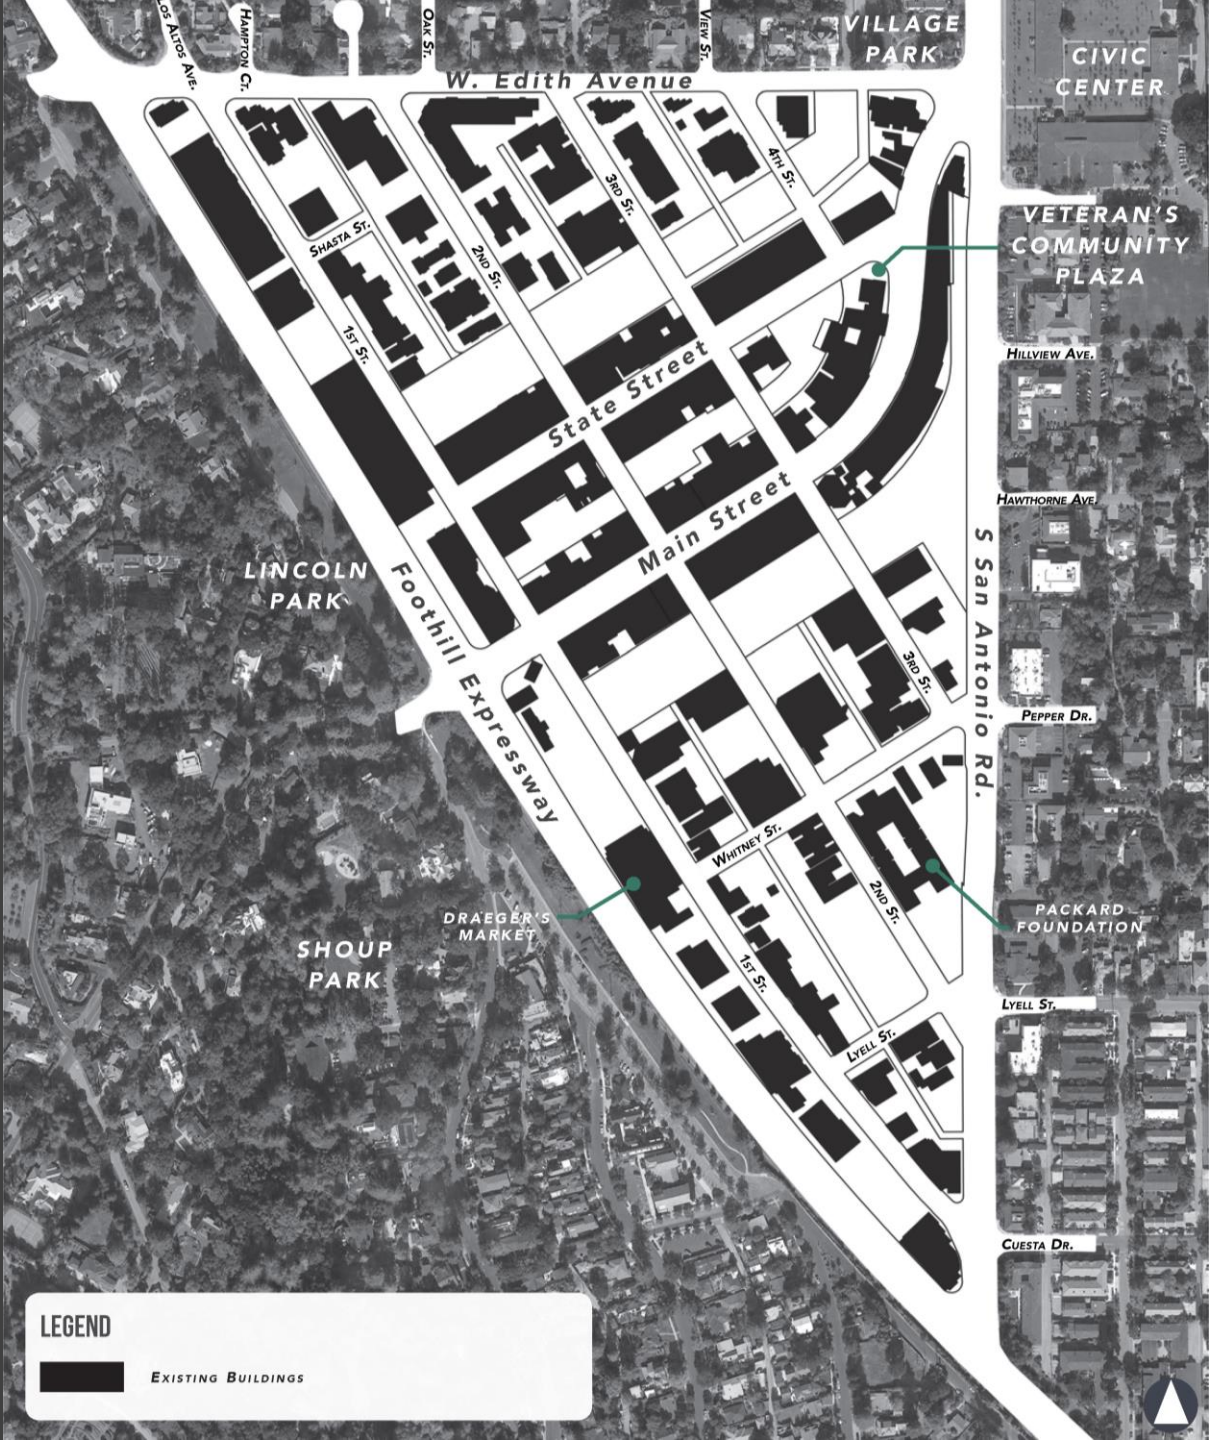 LOS ALTOS AVE.
HAMPTON CT.
OAK ST.
VIEW ST.
VILLAGE
PARK
CIVIC
CENTER
W. Edith Avenue
4TH ST.
3RD ST.
SHASTA ST.
2ND ST.
VETERAN'S
COMMUNITY
PLAZA
1ST ST.
HILLVIEW AVE.
State Street
Main Street
HAWTHORNE AVE.
LINCOLN
PARK
Foothill Expressway
S San Antonio Rd.
3RD ST.
PEPPER DR.
WHITNEY ST.
2ND ST.
DRAEGER'S
MARKET
PACKARD
FOUNDATION
SHOUP
PARK
1ST ST.
LYELL ST.
LYELL ST.
CUESTA DR.
LEGEND
EXISTING BUILDINGS